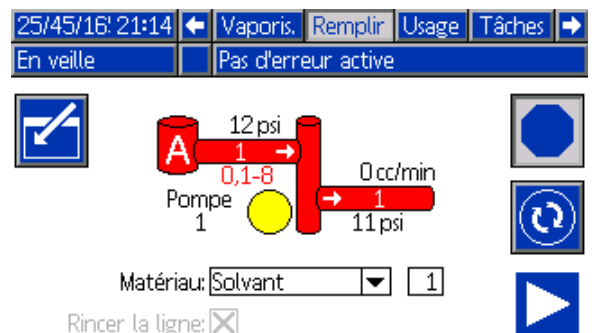 25/45/16 21:14 Vaporis. Remplir Usage Tâches
En veille Pas d'erreur active
12 psi
A 1
0,1-8
0 cc/min
Pompe
1
1
11 psi
Matériau: Solvant 1
Rincer la ligne: